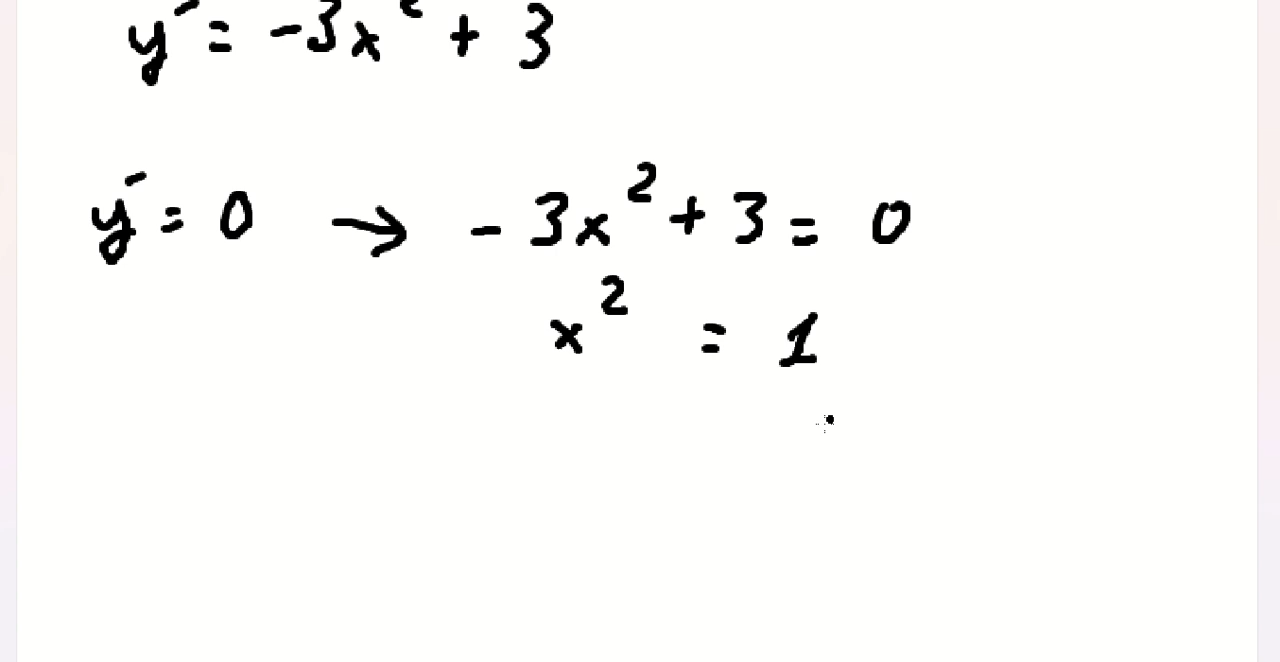 y' = -3x² + 3
y' = 0 → - 3x² + 3 = 0
x² = 1